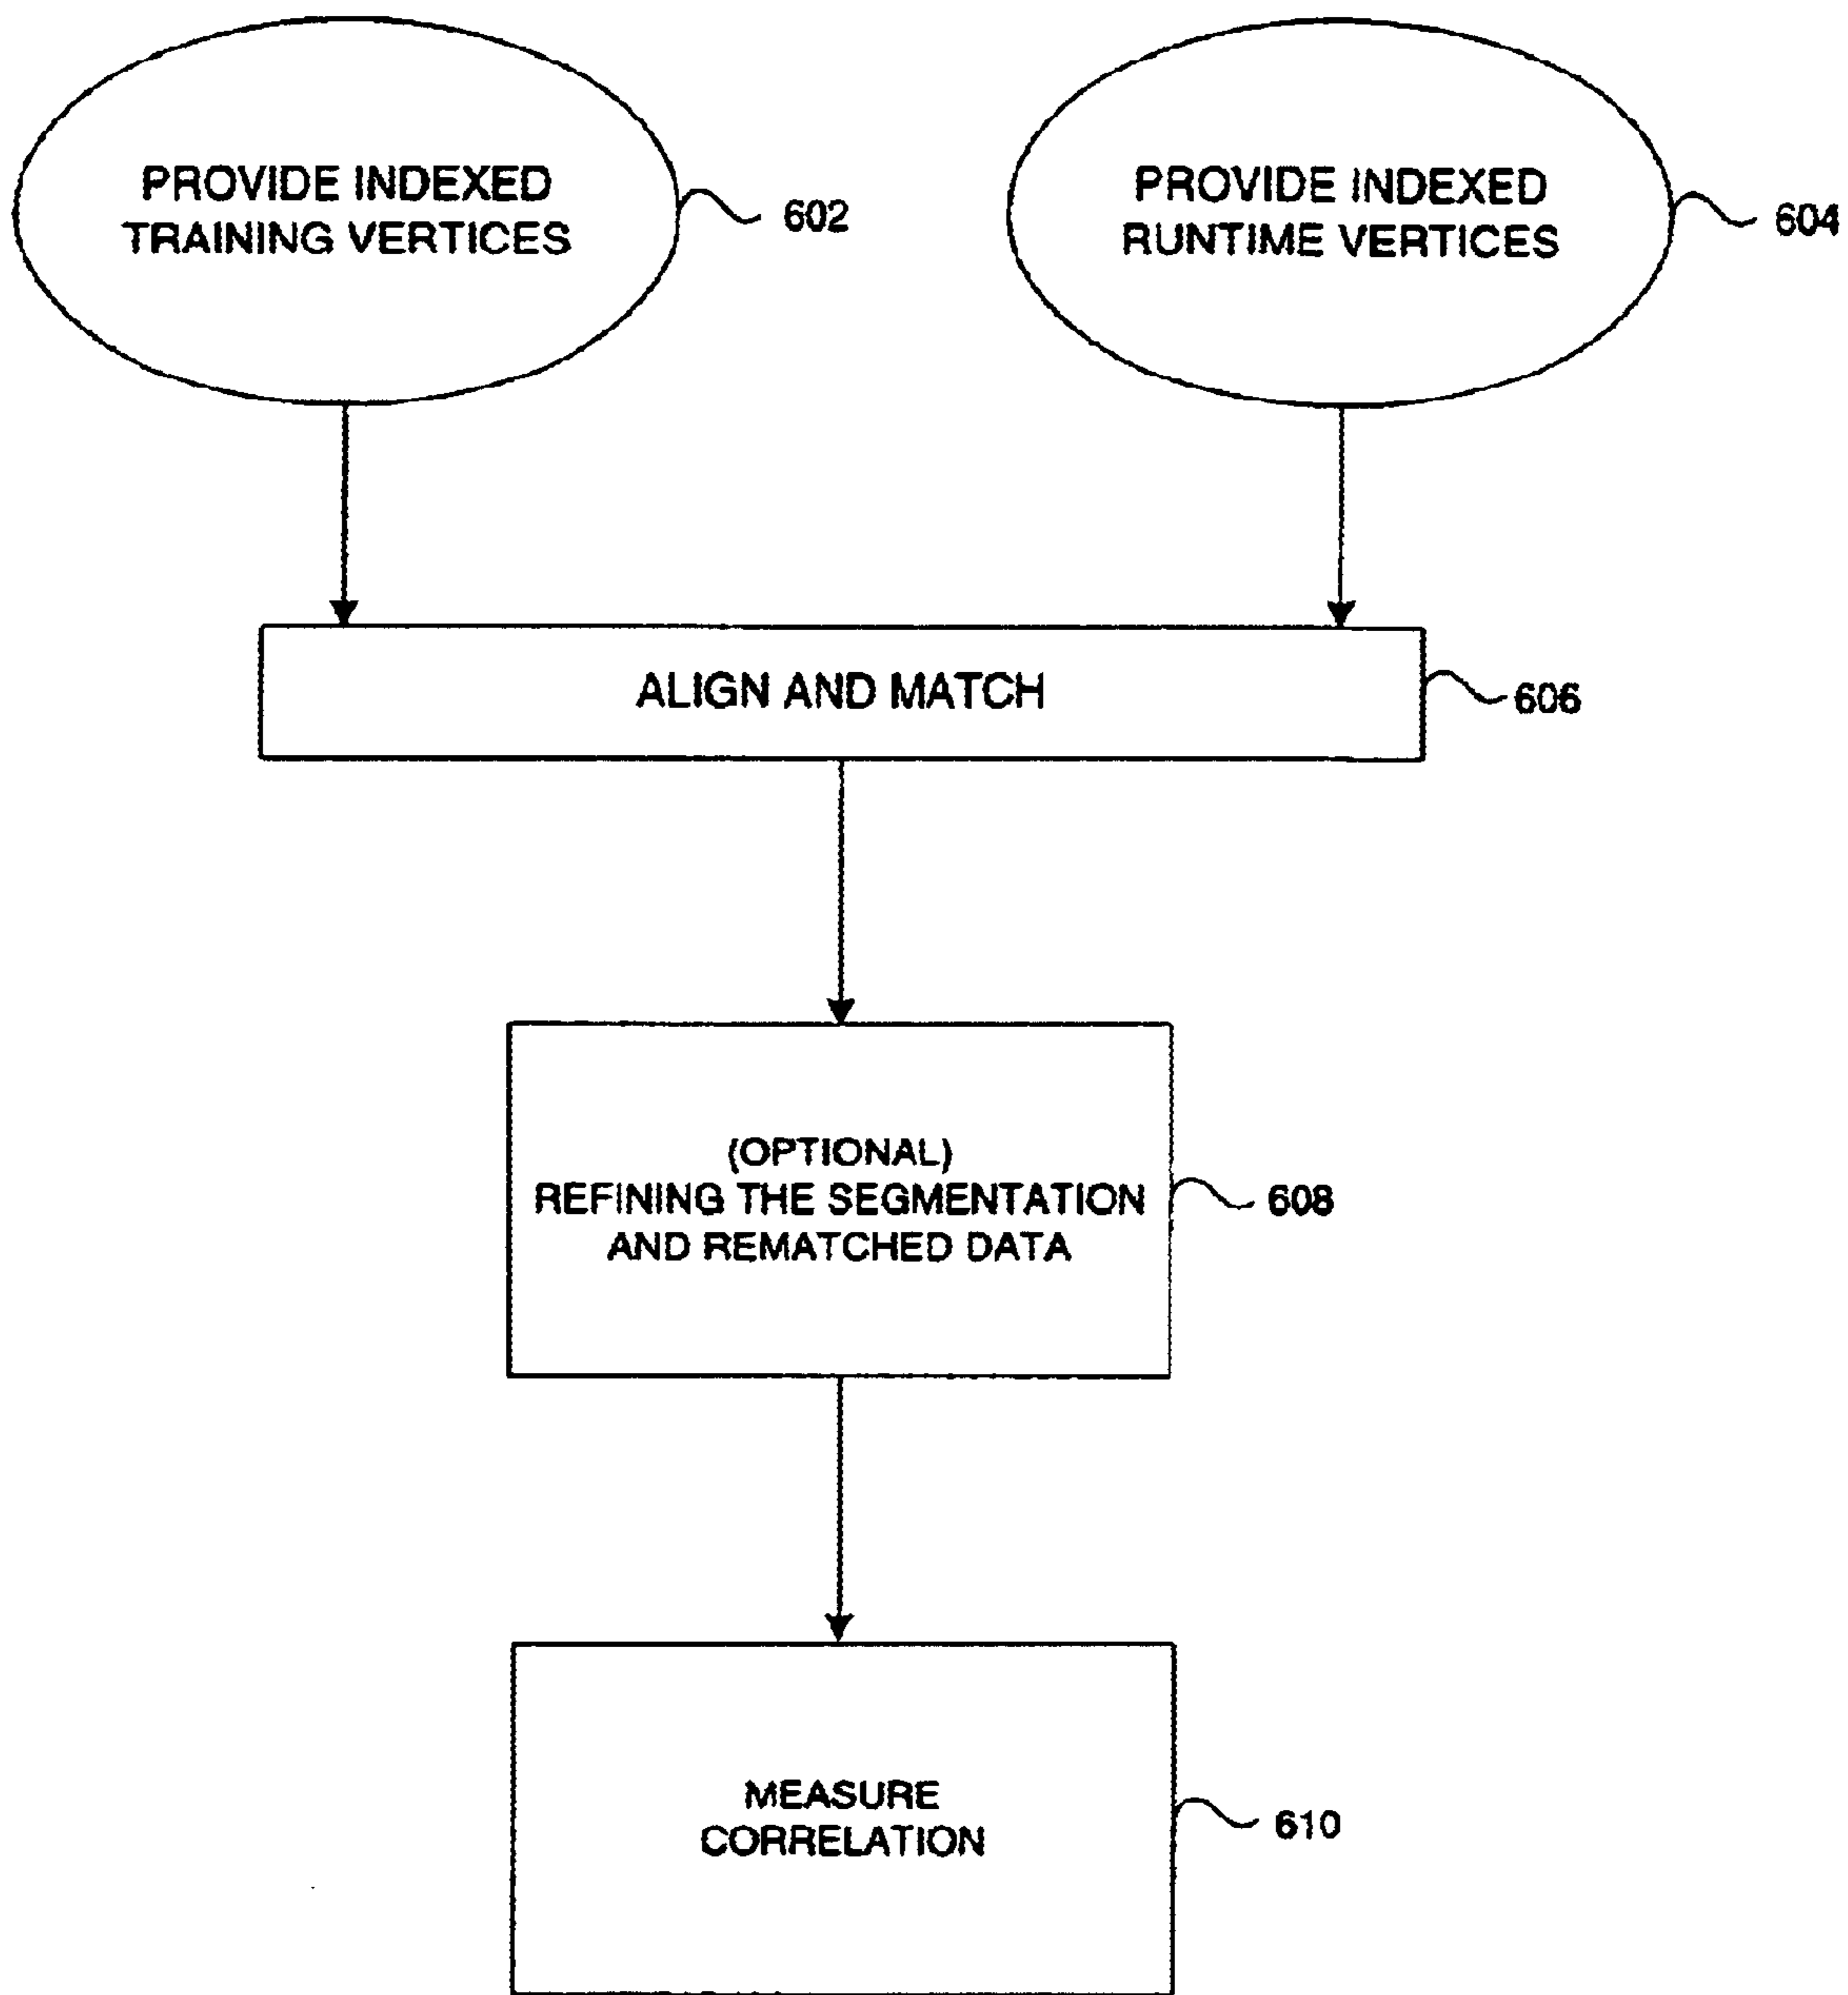 PROVIDE INDEXED
TRAINING VERTICES
602
PROVIDE INDEXED
RUNTIME VERTICES
604
ALIGN AND MATCH
606
(OPTIONAL)
REFINING THE SEGMENTATION
AND REMATCHED DATA
608
MEASURE
CORRELATION
610